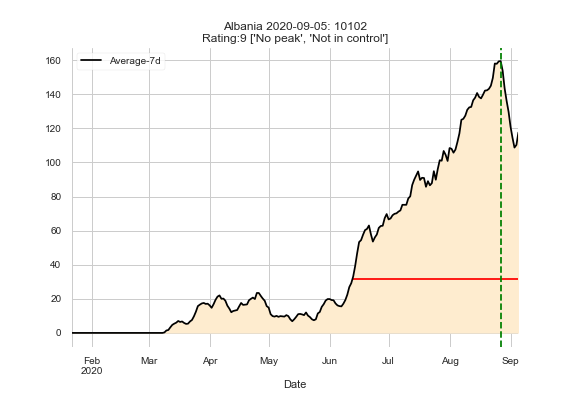 Albania 2020-09-05: 10102
Rating:9 ['No peak', 'Not in control']
Average-7d
160
140
120
100
80
60
40
20
0
Feb Mar Apr May Jun Jul Aug Sep
2020
Date